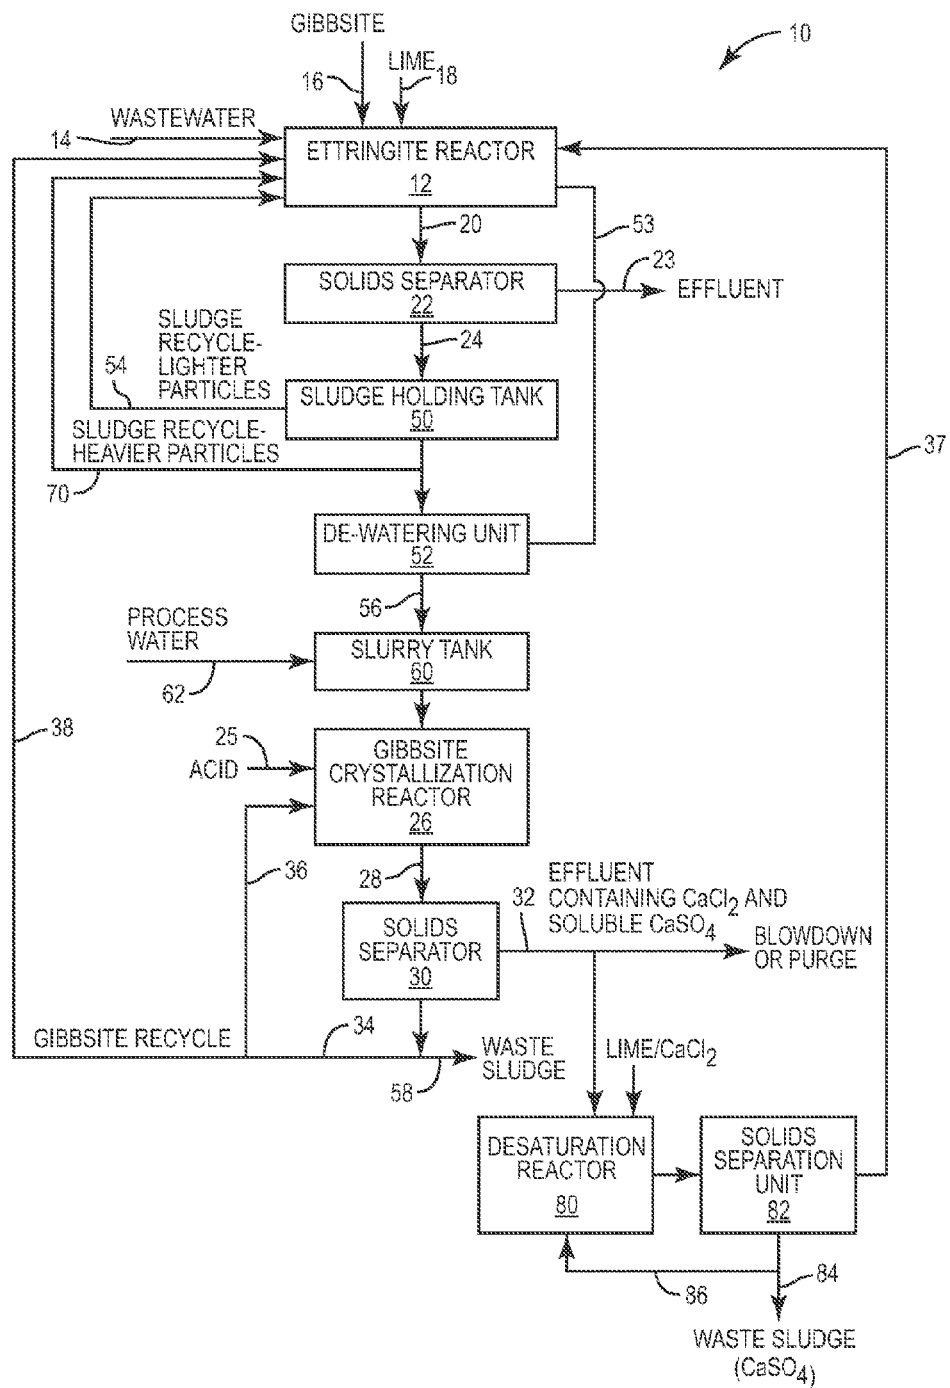 GIBBSITE
10
LIME
16
18
WASTEWATER
14
ETTRINGITE REACTOR
12
20
53
23
SOLIDS SEPARATOR
22
EFFLUENT
SLUDGE
RECYCLE-
LIGHTER
PARTICLES
24
54
SLUDGE HOLDING TANK
50
SLUDGE RECYCLE-
HEAVIER PARTICLES
37
70
DE-WATERING UNIT
52
56
PROCESS
WATER
SLURRY TANK
60
62
38
25
ACID
GIBBSITE
CRYSTALLIZATION
REACTOR
26
36
28
EFFLUENT
CONTAINING CaCl2 AND
SOLUBLE CaSO4
32
SOLIDS
SEPARATOR
30
BLOWDOWN
OR PURGE
GIBBSITE RECYCLE
34
WASTE
SLUDGE
58
LIME/CaCl2
DESATURATION
REACTOR
80
SOLIDS
SEPARATION
UNIT
82
86
84
WASTE SLUDGE
(CaSO4)